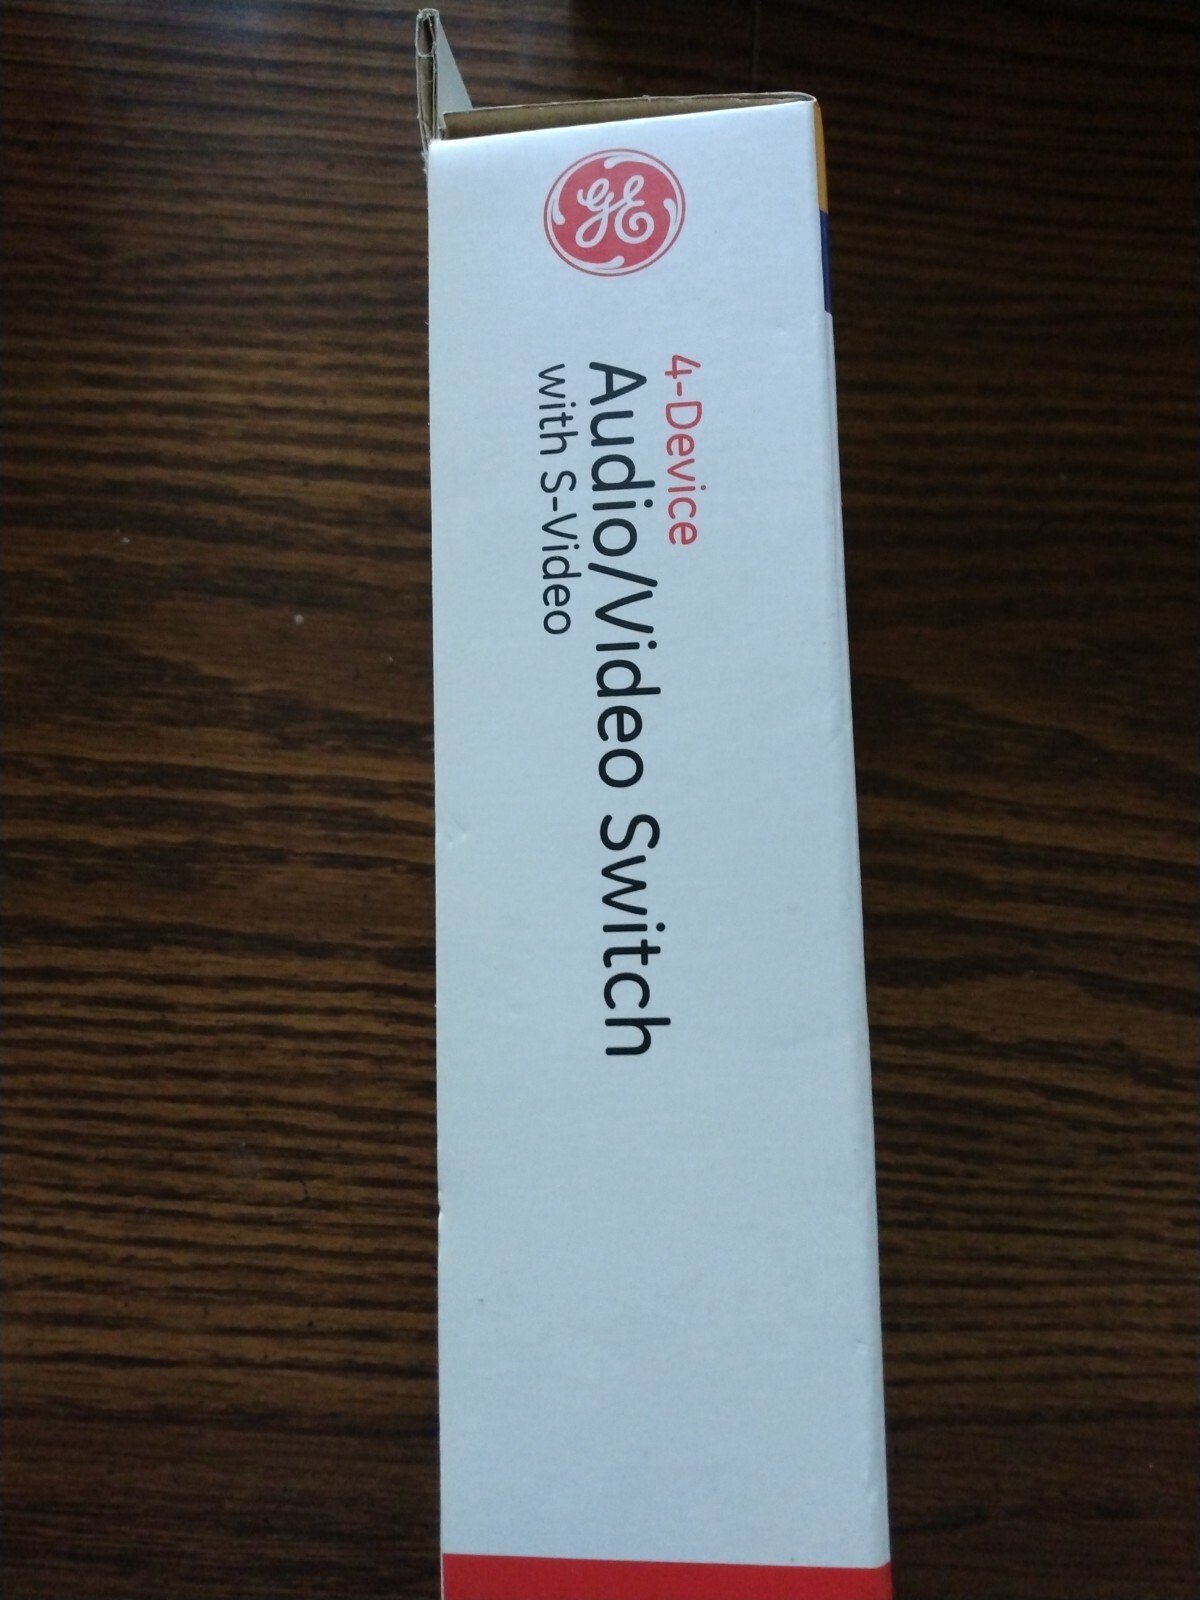 GE
4-Device
Audio/Video Switch
with S-Video